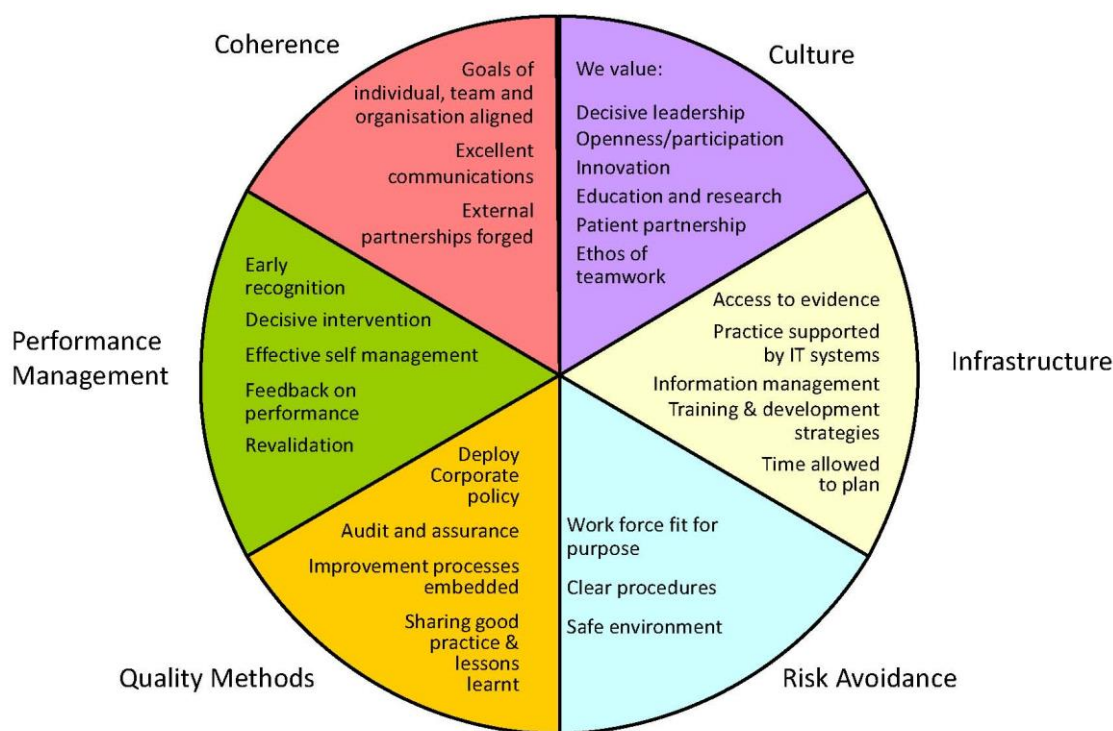 Coherence
Goals of
individual, team and
organisation aligned
Excellent
communications
External
partnerships forged
Culture
We value:
Decisive leadership
Openness/participation
Innovation
Education and research
Patient partnership
Ethos of
teamwork
Infrastructure
Access to evidence
Practice supported
by IT systems
Information management
Training & development
strategies
Time allowed
to plan
Risk Avoidance
Work force fit for
purpose
Clear procedures
Safe environment
Quality Methods
Deploy
Corporate
policy
Audit and assurance
Improvement processes
embedded
Sharing good
practice &
lessons
learnt
Performance
Management
Early
recognition
Decisive intervention
Effective self management
Feedback on
performance
Revalidation